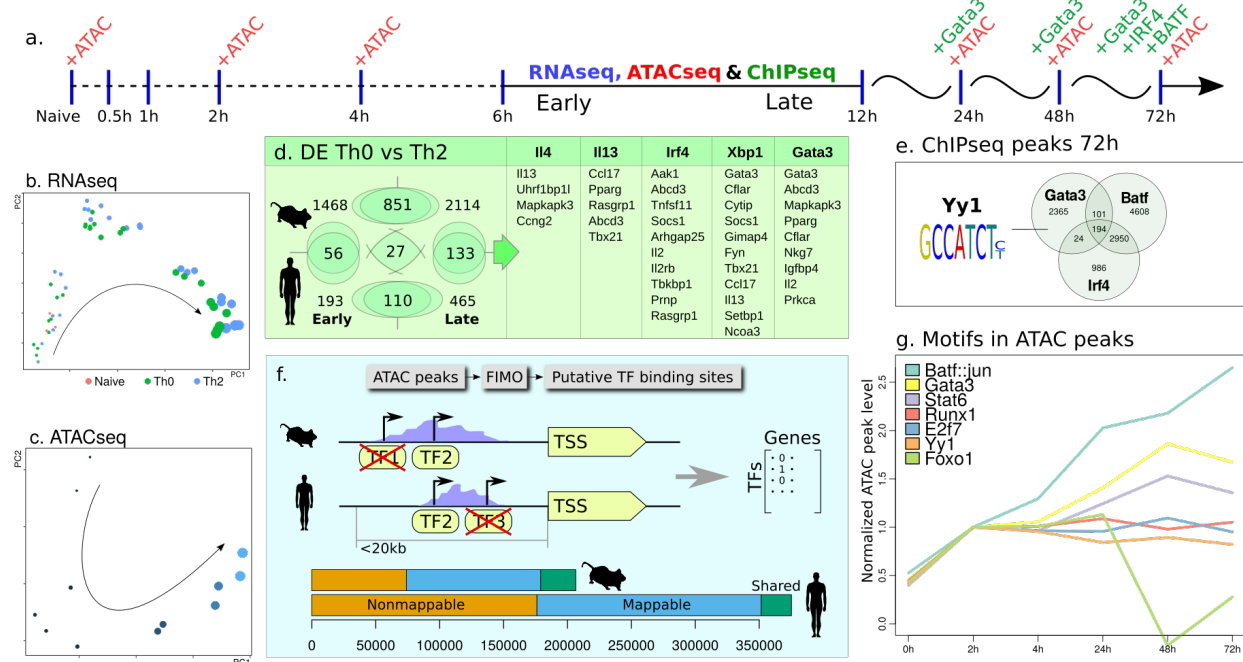 a.
+ATAC
+ATAC
+ATAC
+Gata3
+ATAC
+Gata3
+ATAC
+Gata3
+IRF4
+BATF
+ATAC
RNAseq, ATACseq & ChIPseq
Early Late
Naive 0.5h 1h 2h 4h 6h 12h 24h 48h 72h
b. RNAseq
PC2
PC1
Naive Th0 Th2
c. ATACseq
PC2
PC1
d. DE Th0 vs Th2
1468 851 2114
56 27 133
193 110 465
Early Late
Il4
Il13
Uhrf1bp1l
Mapkapk3
Ccng2
Il13
Ccl17
Pparg
Rasgrp1
Abcd3
Tbx21
Irf4
Aak1
Abcd3
Tnfsf11
Socs1
Arhgap25
Il2
Il2rb
Tbkbp1
Prnp
Rasgrp1
Xbp1
Gata3
Cflar
Cytip
Socs1
Gimap4
Fyn
Tbx21
Ccl17
Il13
Setbp1
Ncoa3
Gata3
Gata3
Abcd3
Mapkapk3
Pparg
Cflar
Nkg7
Igfbp4
Il2
Prkca
e. ChIPseq peaks 72h
Yy1
GCCATCTC
T
Gata3
2365
Batf
4608
101
194
24
2950
986
Irf4
f.
ATAC peaks FIMO Putative TF binding sites
TF1 TF2 TSS
TF2 TF3 TSS
<20kb
Genes
TFs
0
1
0
. . .
Shared
Nonmappable Mappable
0 50000 100000 150000 200000 250000 300000 350000
g. Motifs in ATAC peaks
Normalized ATAC peak level
Batf::jun
Gata3
Stat6
Runx1
E2f7
Yy1
Foxo1
2.5
2.0
1.5
1.0
0.5
0.0
0h 2h 4h 24h 48h 72h